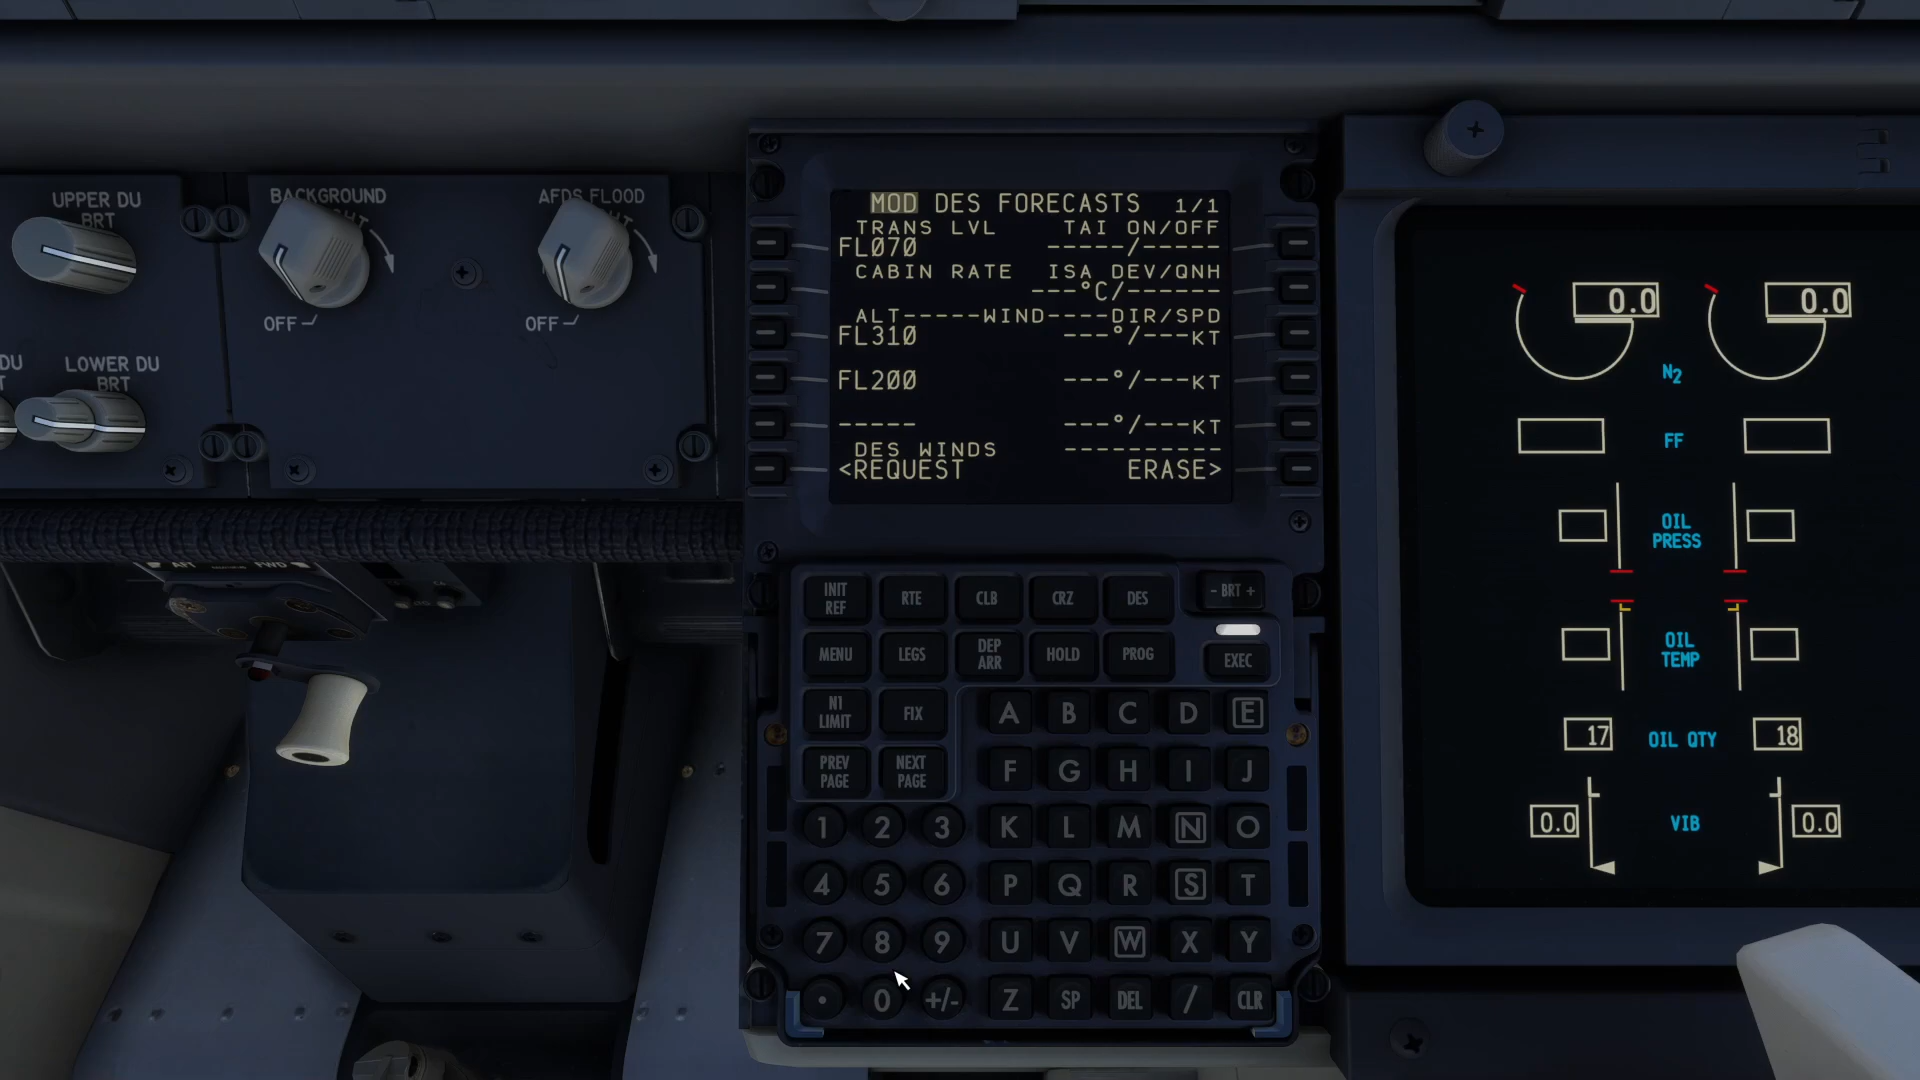 UPPER DU
BRT
BACKGROUND
OFF
AFDS FLOOD
OFF
DU
LOWER DU
BRT
AFT
FWD
MOD DES FORECASTS 1/1
TRANS LVL TAI ON/OFF
FL070 -----/-----
CABIN RATE ISA DEV/QNH
---°C/------
ALT-----WIND----DIR/SPD
FL310 ---°/---KT
FL200 ---°/---KT
----- ---°/---KT
DES WINDS ----------
<REQUEST ERASE>
INIT REF RTE CLB CRZ DES - BRT +
MENU LEGS DEP ARR HOLD PROG EXEC
N1 LIMIT FIX A B C D E
PREV PAGE NEXT PAGE F G H I J
1 2 3 K L M N O
4 5 6 P Q R S T
7 8 9 U V W X Y
. 0 +/- Z SP DEL / CLR
0.0 0.0
N2
FF
OIL
PRESS
OIL
TEMP
17 OIL QTY 18
0.0 VIB 0.0